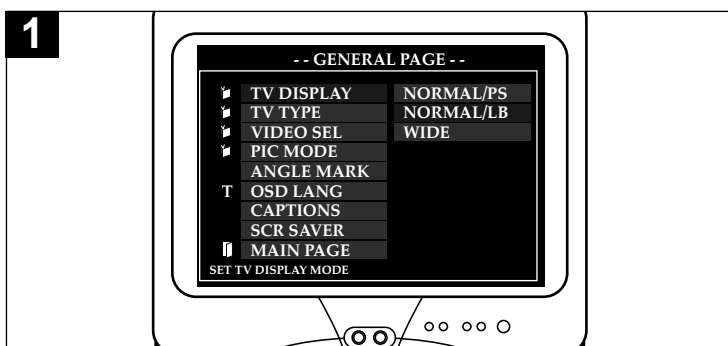 1
- - GENERAL PAGE - -
TV DISPLAY NORMAL/PS
TV TYPE NORMAL/LB
VIDEO SEL WIDE
PIC MODE
ANGLE MARK
T OSD LANG
CAPTIONS
SCR SAVER
MAIN PAGE
SET TV DISPLAY MODE